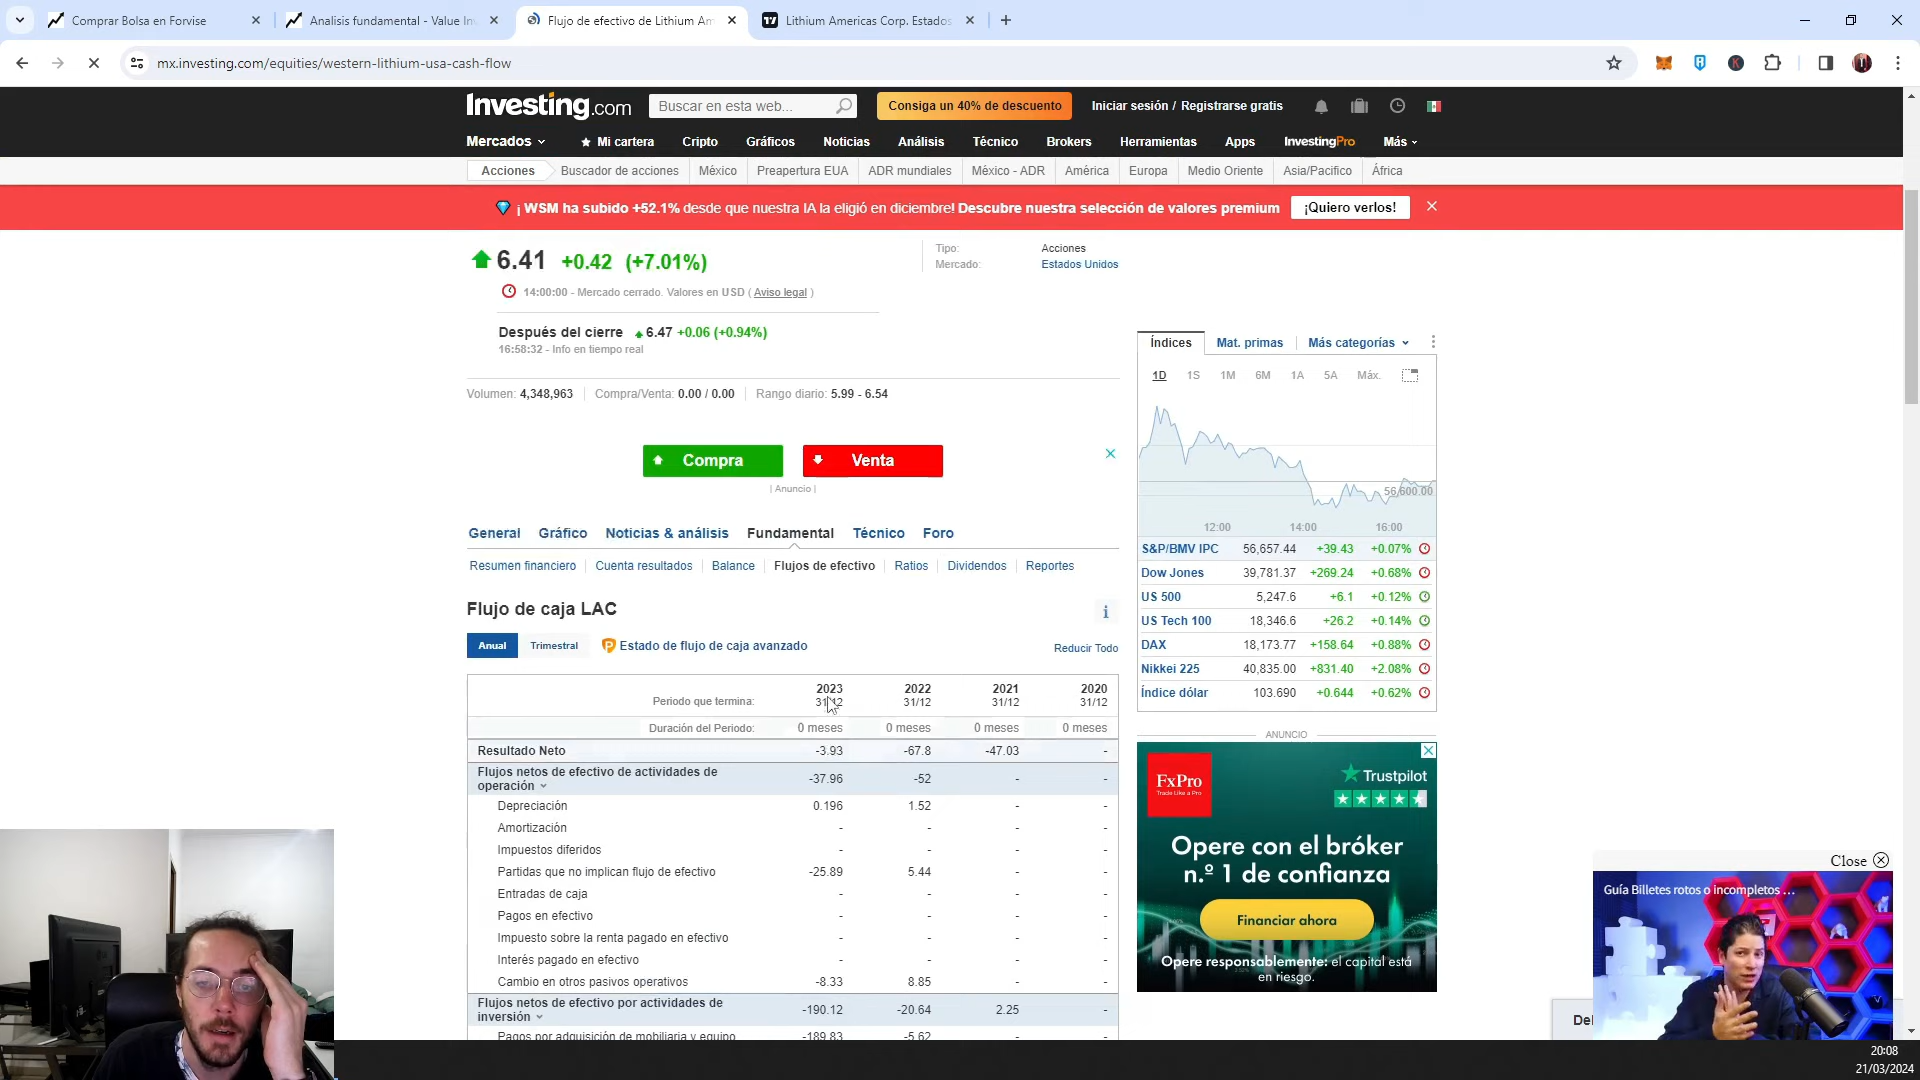 Comprar Bolsa en Forvise
Analisis fundamental - Value In
Flujo de efectivo de Lithium Am
Lithium Americas Corp. Estados
mx.investing.com/equities/western-lithium-usa-cash-flow
Investing.com
Buscar en esta web...
Consiga un 40% de descuento
Iniciar sesión / Registrarse gratis
Mercados Mi cartera Cripto Gráficos Noticias Análisis Técnico Brokers Herramientas Apps InvestingPro Más
Acciones Buscador de acciones México Preapertura EUA ADR mundiales México - ADR América Europa Medio Oriente Asia/Pacífico África
¡ WSM ha subido +52.1% desde que nuestra IA la eligió en diciembre! Descubre nuestra selección de valores premium ¡Quiero verlos!
6.41 +0.42 (+7.01%)
14:00:00 - Mercado cerrado. Valores en USD ( Aviso legal )
Después del cierre 6.47 +0.06 (+0.94%)
16:58:32 - Info en tiempo real
Tipo: Acciones
Mercado: Estados Unidos
Volumen: 4,348,963 Compra/Venta: 0.00 / 0.00 Rango diario: 5.99 - 6.54
Compra Venta
| Anuncio |
General Gráfico Noticias & análisis Fundamental Técnico Foro
Resumen financiero Cuenta resultados Balance Flujos de efectivo Ratios Dividendos Reportes
Flujo de caja LAC
Anual Trimestral Estado de flujo de caja avanzado Reducir Todo
Periodo que termina: 2023 31/12 2022 31/12 2021 31/12 2020 31/12
Duración del Periodo: 0 meses 0 meses 0 meses 0 meses
Resultado Neto -3.93 -67.8 -47.03 -
Flujos netos de efectivo de actividades de
operación -37.96 -52 - -
Depreciación 0.196 1.52 - -
Amortización - - - -
Impuestos diferidos - - - -
Partidas que no implican flujo de efectivo -25.89 5.44 - -
Entradas de caja - - - -
Pagos en efectivo - - - -
Impuesto sobre la renta pagado en efectivo - - - -
Interés pagado en efectivo - - - -
Cambio en otros pasivos operativos -8.33 8.85 - -
Flujos netos de efectivo por actividades de
inversión -190.12 -20.64 2.25 -
Pagos por adquisición de mobiliario y equipo -189.83 -5.62 - -
Índices Mat. primas Más categorías
1D 1S 1M 6M 1A 5A Máx.
56,600.00
12:00 14:00 16:00
S&P/BMV IPC 56,657.44 +39.43 +0.07%
Dow Jones 39,781.37 +269.24 +0.68%
US 500 5,247.6 +6.1 +0.12%
US Tech 100 18,346.6 +26.2 +0.14%
DAX 18,173.77 +158.64 +0.88%
Nikkei 225 40,835.00 +831.40 +2.08%
Índice dólar 103.690 +0.644 +0.62%
ANUNCIO
FxPro
Trade Like a Pro
Trustpilot
Opere con el bróker
n.º 1 de confianza
Financiar ahora
Opere responsablemente: el capital está
en riesgo.
Close
Guía Billetes rotos o incompletos ...
20:08
21/03/2024